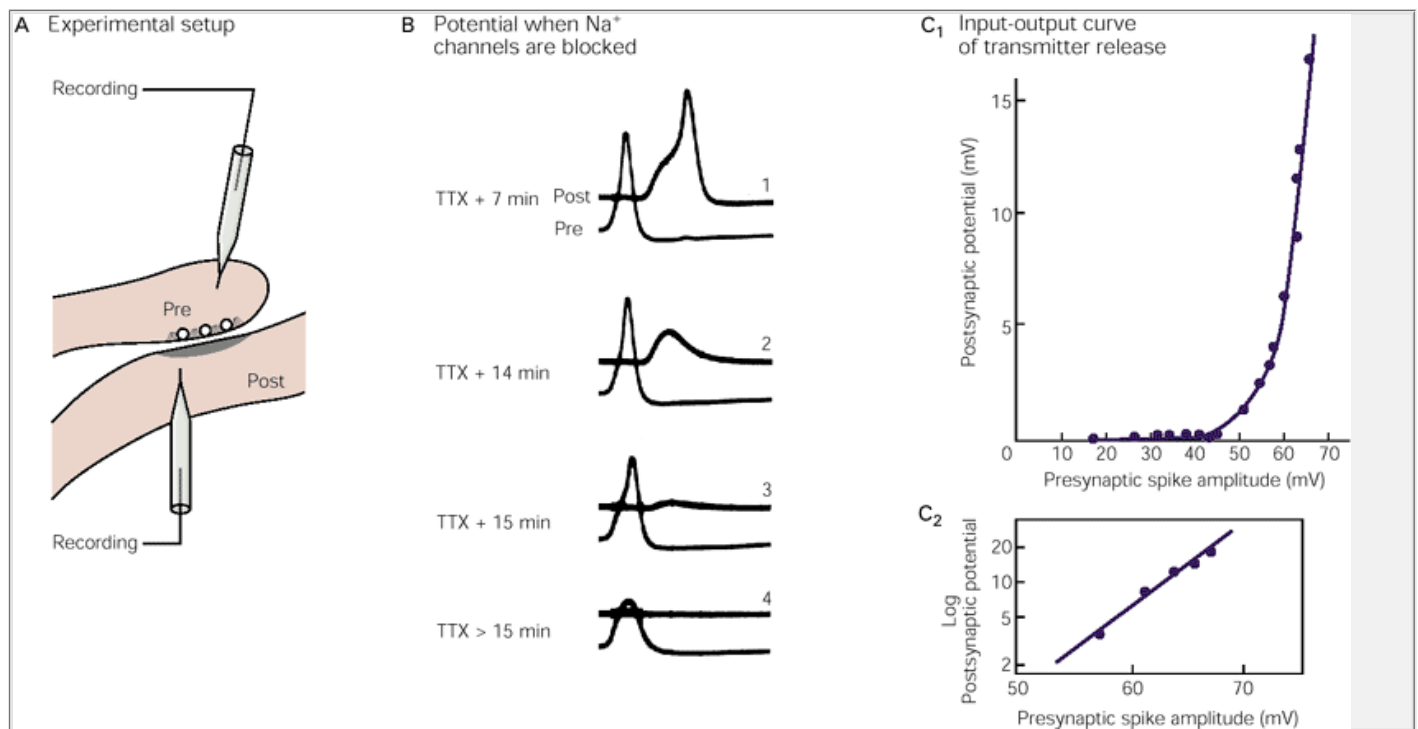 A Experimental setup
Recording
Pre
Post
Recording
B Potential when Na⁺
channels are blocked
TTX + 7 min
Post
Pre
1
TTX + 14 min
2
TTX + 15 min
3
TTX > 15 min
4
C₁ Input-output curve
of transmitter release
Postsynaptic potential (mV)
15
10
5
0 10 20 30 40 50 60 70
Presynaptic spike amplitude (mV)
C₂
Log
Postsynaptic potential
20
10
5
2
50 60 70
Presynaptic spike amplitude (mV)